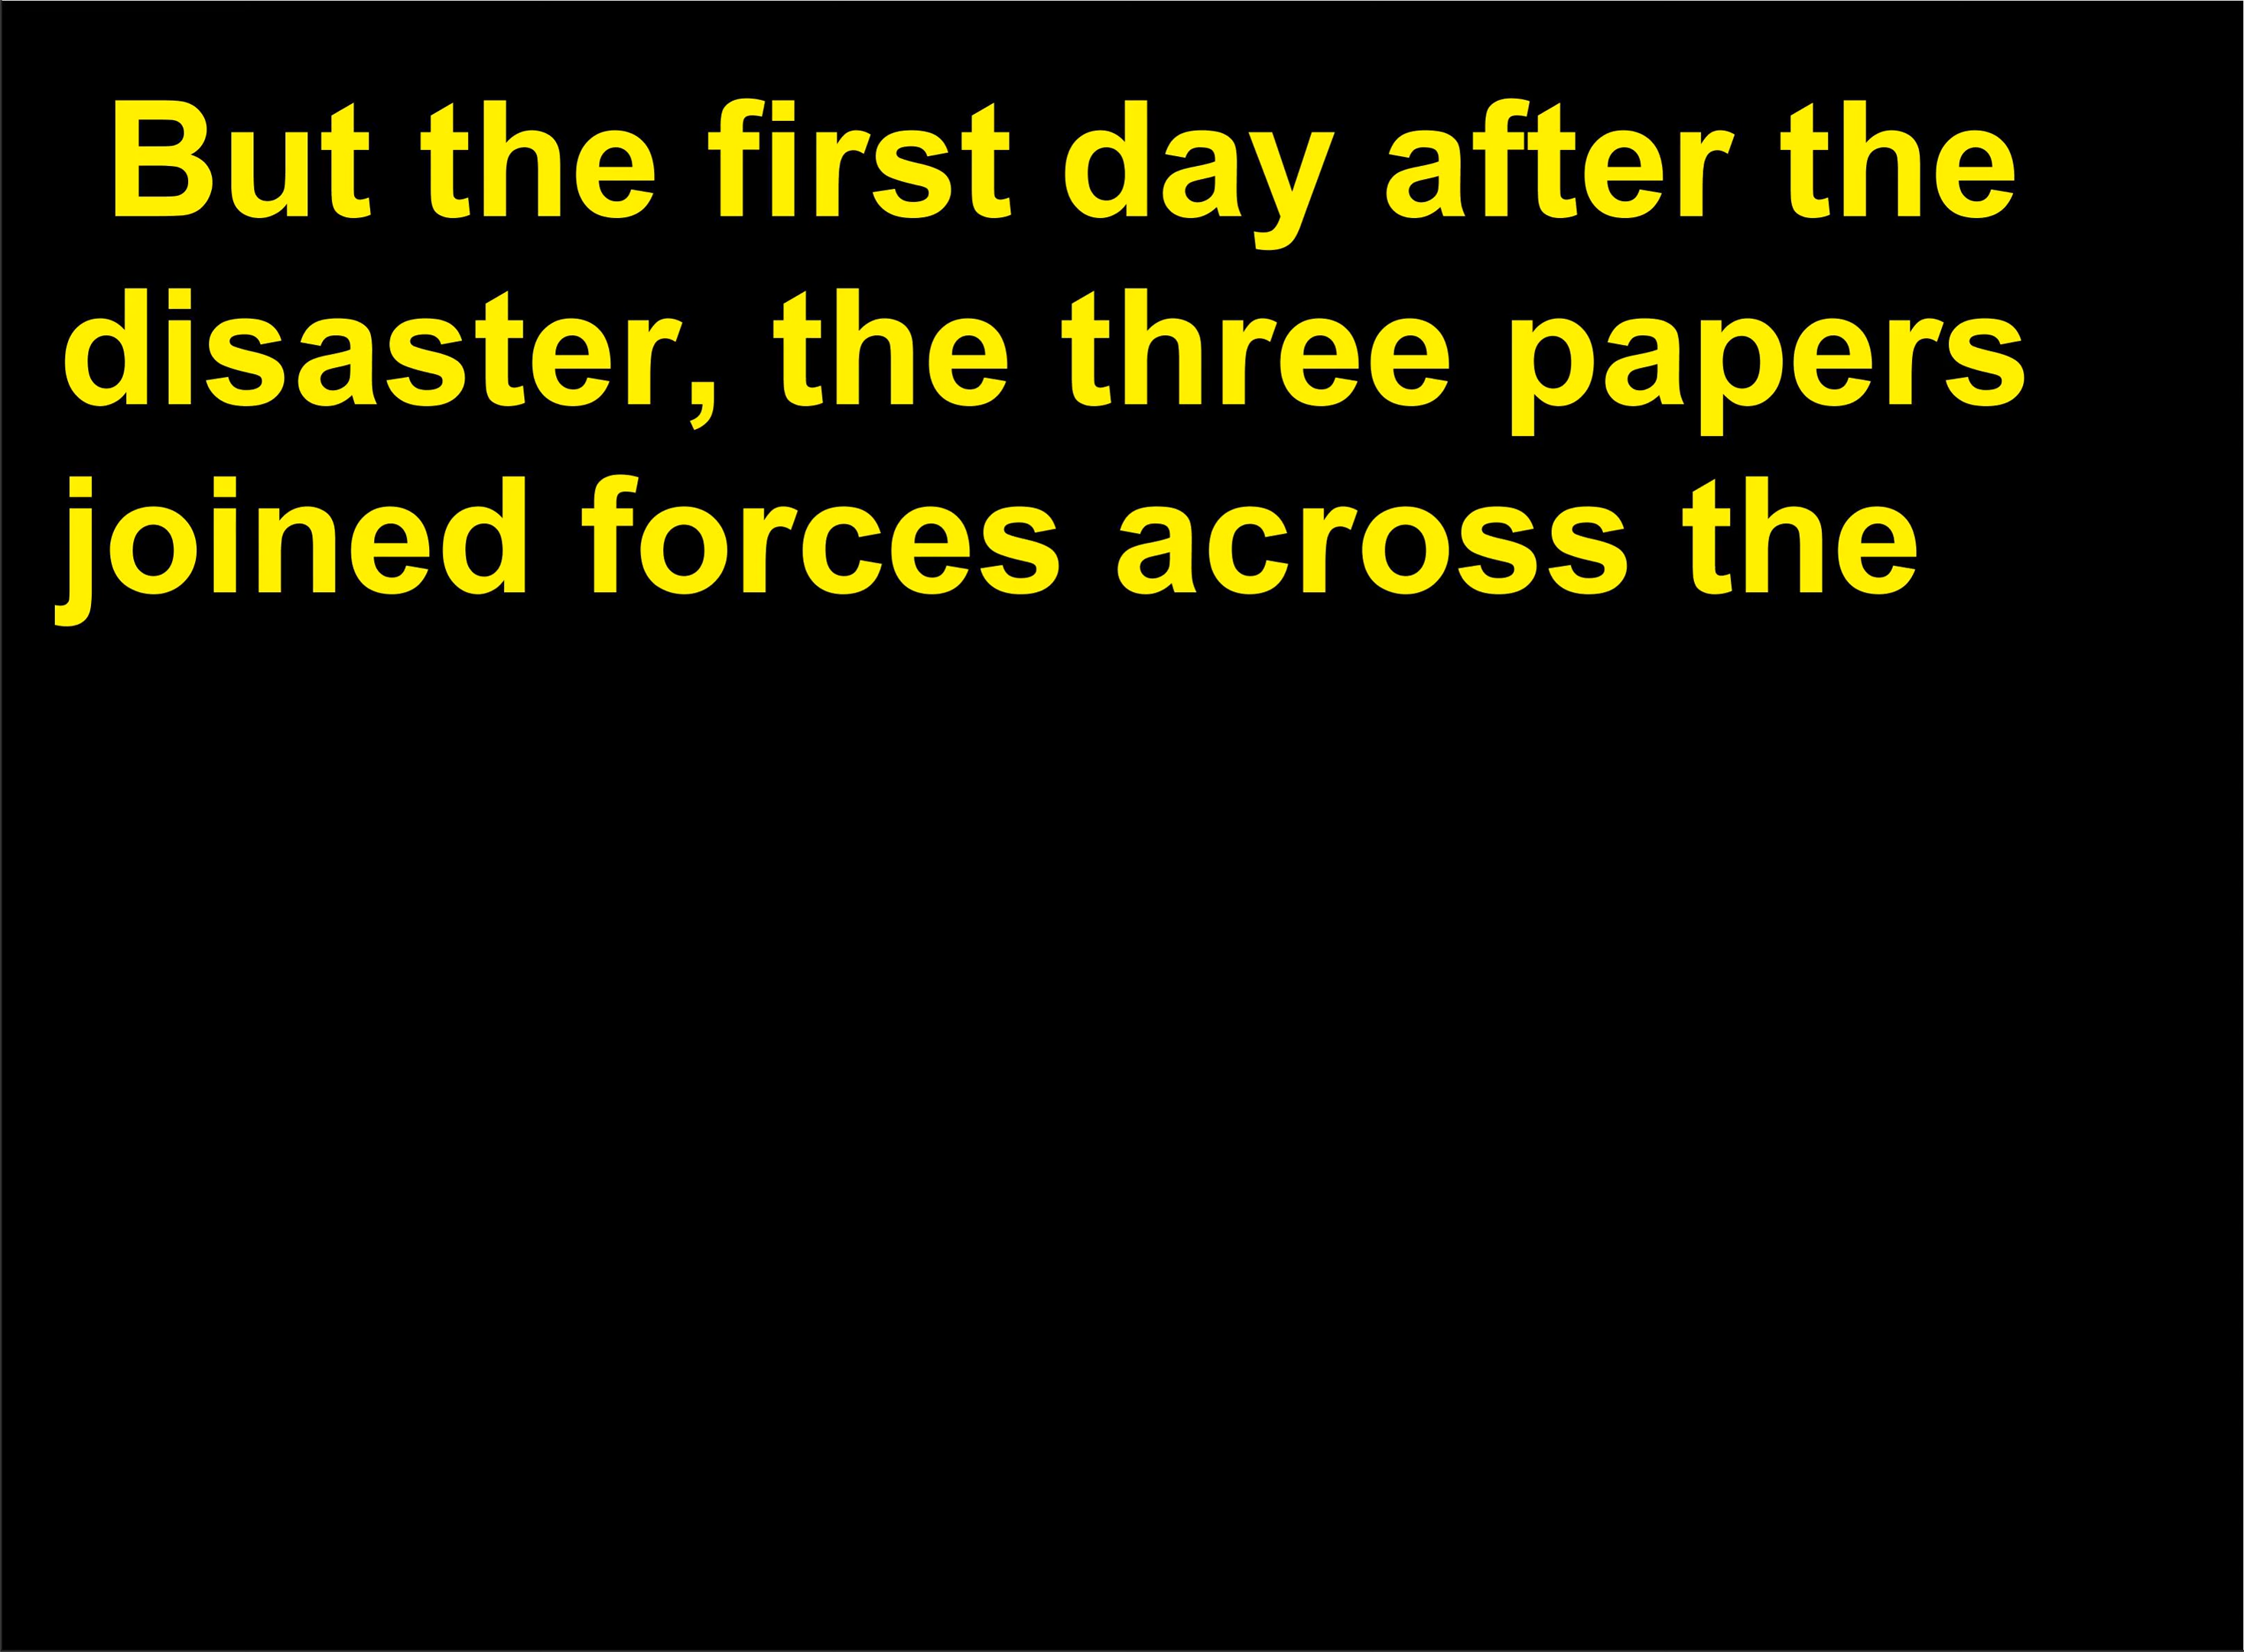 But the first day after the
disaster, the three papers
joined forces across the